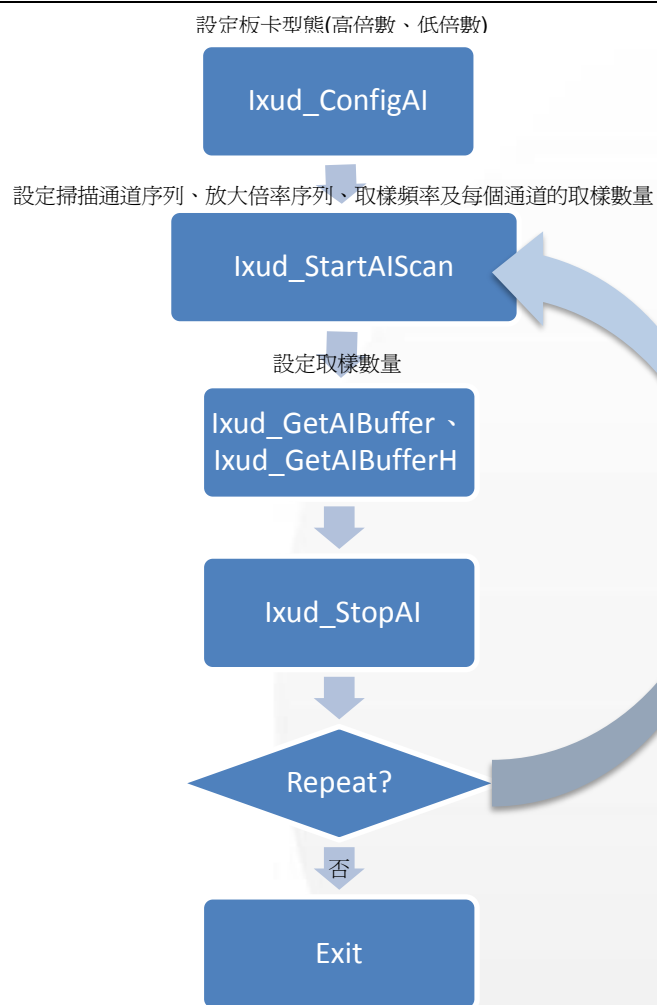 設定板卡型態(高倍數、低倍數)
Ixud_ConfigAI
設定掃描通道序列、放大倍率序列、取樣頻率及每個通道的取樣數量
Ixud_StartAIScan
設定取樣數量
Ixud_GetAIBuffer、
Ixud_GetAIBufferH
Ixud_StopAI
Repeat?
否
Exit